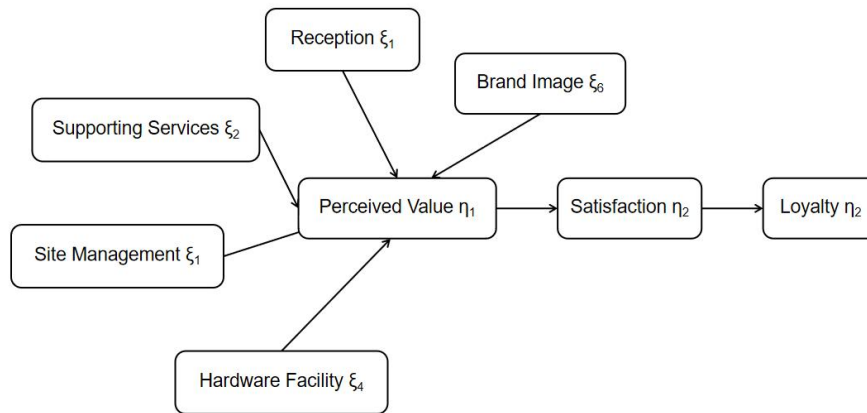 Reception ξ₁
Brand Image ξ₆
Supporting Services ξ₂
Perceived Value η₁
Satisfaction η₂
Loyalty η₂
Site Management ξ₁
Hardware Facility ξ₄